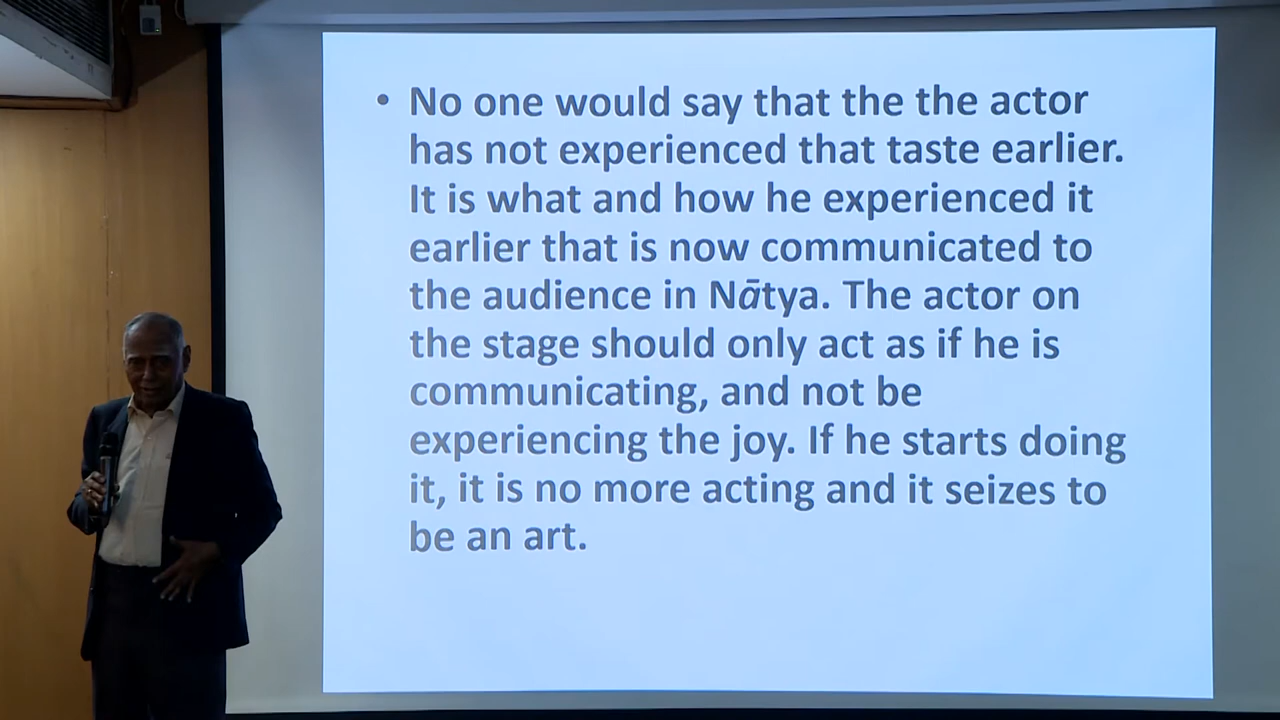 • No one would say that the the actor
has not experienced that taste earlier.
It is what and how he experienced it
earlier that is now communicated to
the audience in Nātya. The actor on
the stage should only act as if he is
communicating, and not be
experiencing the joy. If he starts doing
it, it is no more acting and it seizes to
be an art.